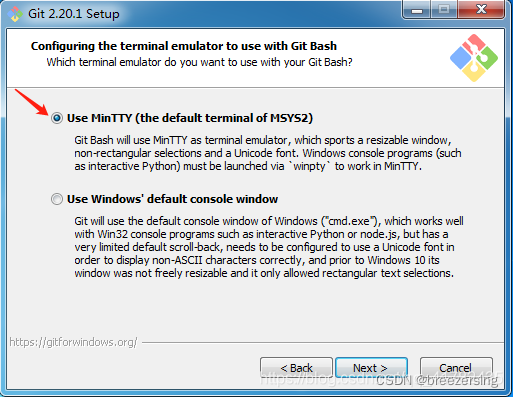 Git 2.20.1 Setup
Configuring the terminal emulator to use with Git Bash
Which terminal emulator do you want to use with your Git Bash?
Use MinTTY (the default terminal of MSYS2)
Git Bash will use MinTTY as terminal emulator, which sports a resizable window,
non-rectangular selections and a Unicode font. Windows console programs (such
as interactive Python) must be launched via `winpty` to work in MinTTY.
Use Windows' default console window
Git will use the default console window of Windows ("cmd.exe"), which works well
with Win32 console programs such as interactive Python or node.js, but has a
very limited default scroll-back, needs to be configured to use a Unicode font in
order to display non-ASCII characters correctly, and prior to Windows 10 its
window was not freely resizable and it only allowed rectangular text selections.
https://gitforwindows.org/
< Back
Next >
Cancel
CSDN @breezersing